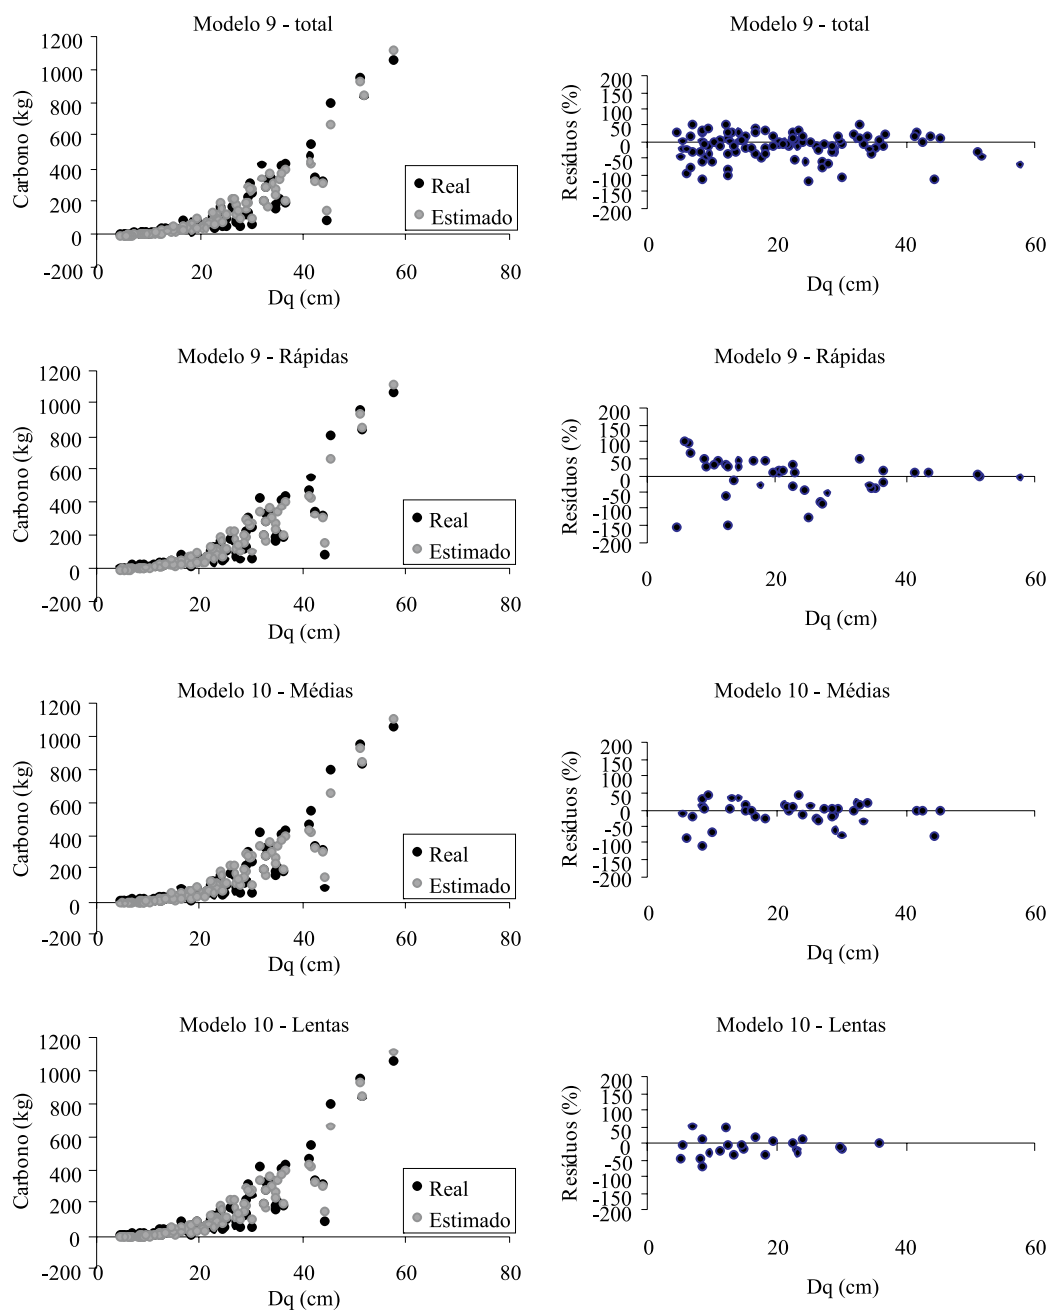 Modelo 9 - total
1200
1000
800
600
400
200
0
-200
Carbono (kg)
Real
Estimado
0 20 40 60 80
Dq (cm)
Modelo 9 - total
200
150
100
50
0
-50
-100
-150
-200
Resíduos (%)
0 20 40 60
Dq (cm)
Modelo 9 - Rápidas
1200
1000
800
600
400
200
0
-200
Carbono (kg)
Real
Estimado
0 20 40 60 80
Dq (cm)
Modelo 9 - Rápidas
200
150
100
50
0
-50
-100
-150
-200
Resíduos (%)
0 20 40 60
Dq (cm)
Modelo 10 - Médias
1200
1000
800
600
400
200
0
-200
Carbono (kg)
Real
Estimado
0 20 40 60 80
Dq (cm)
Modelo 10 - Médias
200
150
100
50
0
-50
-100
-150
-200
Resíduos (%)
0 20 40 60
Dq (cm)
Modelo 10 - Lentas
1200
1000
800
600
400
200
0
-200
Carbono (kg)
Real
Estimado
0 20 40 60 80
Dq (cm)
Modelo 10 - Lentas
200
150
100
50
0
-50
-100
-150
-200
Resíduos (%)
0 20 40 60
Dq (cm)